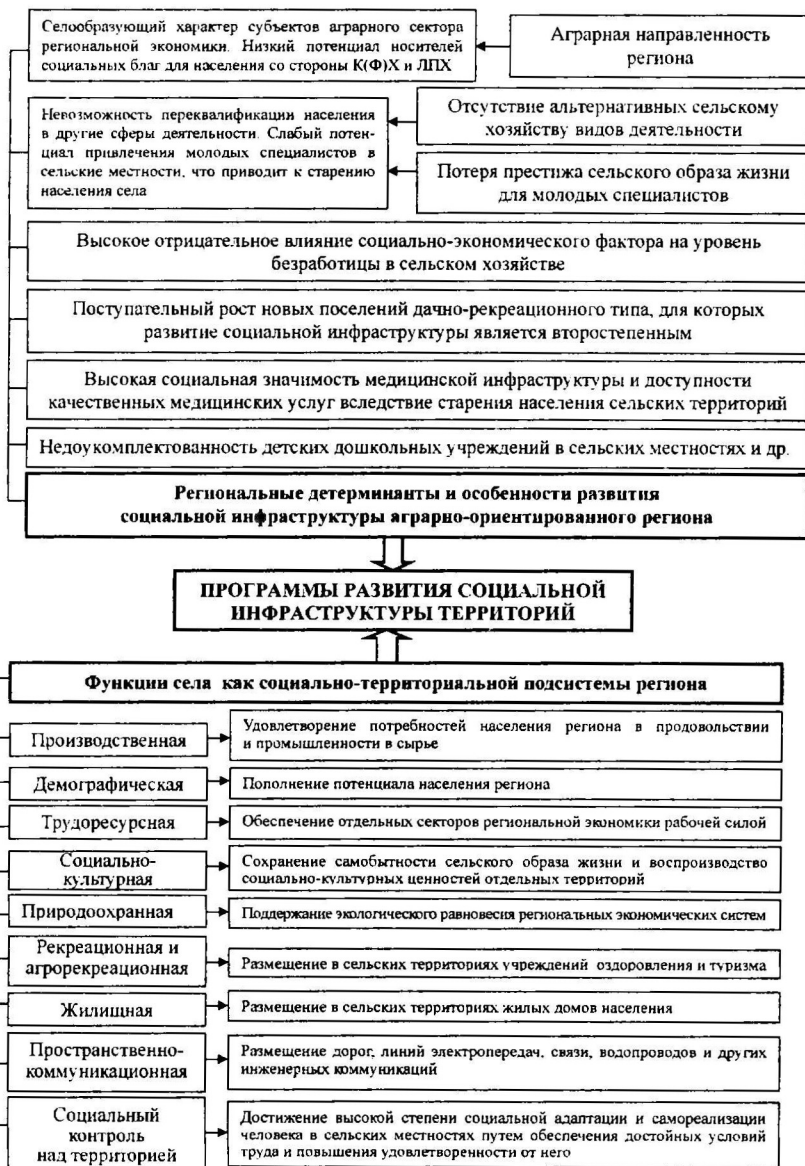 Селообразующий характер субъектов аграрного сектора
региональной экономики. Низкий потенциал носителей
социальных благ для населения со стороны К(Ф)Х и ЛПХ
Аграрная направленность
региона
Невозможность переквалификации населения
в другие сферы деятельности. Слабый потен-
циал привлечения молодых специалистов в
сельские местности, что приводит к старению
населения села
Отсутствие альтернативных сельскому
хозяйству видов деятельности
Потеря престижа сельского образа жизни
для молодых специалистов
Высокое отрицательное влияние социально-экономического фактора на уровень
безработицы в сельском хозяйстве
Поступательный рост новых поселений дачно-рекреационного типа, для которых
развитие социальной инфраструктуры является второстепенным
Высокая социальная значимость медицинской инфраструктуры и доступности
качественных медицинских услуг вследствие старения населения сельских территорий
Недоукомплектованность детских дошкольных учреждений в сельских местностях и др.
Региональные детерминанты и особенности развития
социальной инфраструктуры аграрно-ориентированного региона
ПРОГРАММЫ РАЗВИТИЯ СОЦИАЛЬНОЙ
ИНФРАСТРУКТУРЫ ТЕРРИТОРИЙ
Функции села как социально-территориальной подсистемы региона
Производственная
Удовлетворение потребностей населения региона в продовольствии
и промышленности в сырье
Демографическая
Пополнение потенциала населения региона
Трудоресурсная
Обеспечение отдельных секторов региональной экономики рабочей силой
Социально-
культурная
Сохранение самобытности сельского образа жизни и воспроизводство
социально-культурных ценностей отдельных территорий
Природоохранная
Поддержание экологического равновесия региональных экономических систем
Рекреационная и
агрорекреационная
Размещение в сельских территориях учреждений оздоровления и туризма
Жилищная
Размещение в сельских территориях жилых домов населения
Пространственно-
коммуникационная
Размещение дорог, линий электропередач, связи, водопроводов и других
инженерных коммуникаций
Социальный
контроль
над территорией
Достижение высокой степени социальной адаптации и самореализации
человека в сельских местностях путем обеспечения достойных условий
труда и повышения удовлетворенности от него